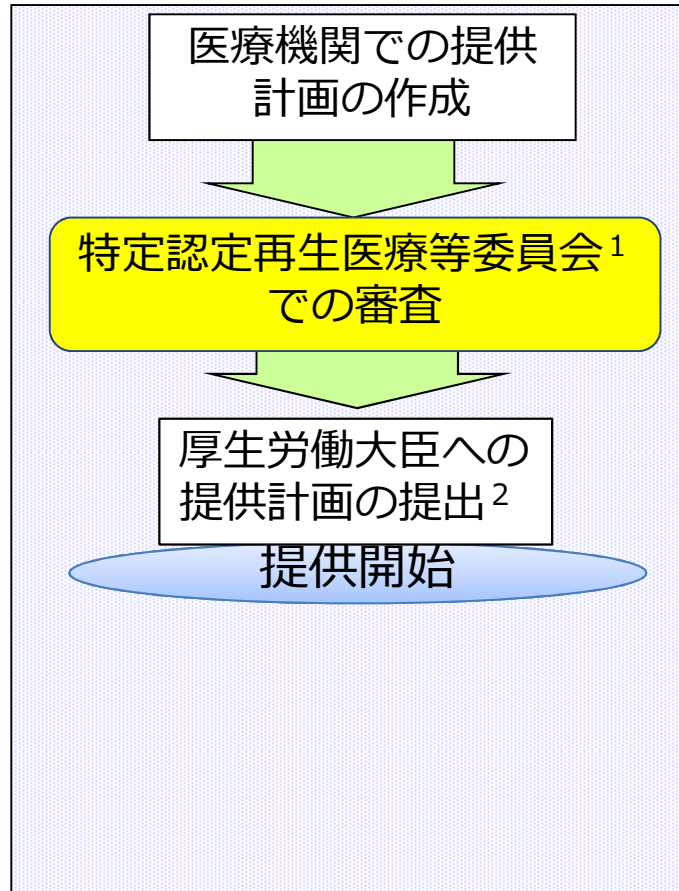 医療機関での提供
計画の作成
特定認定再生医療等委員会1
での審査
厚生労働大臣への
提供計画の提出2
提供開始